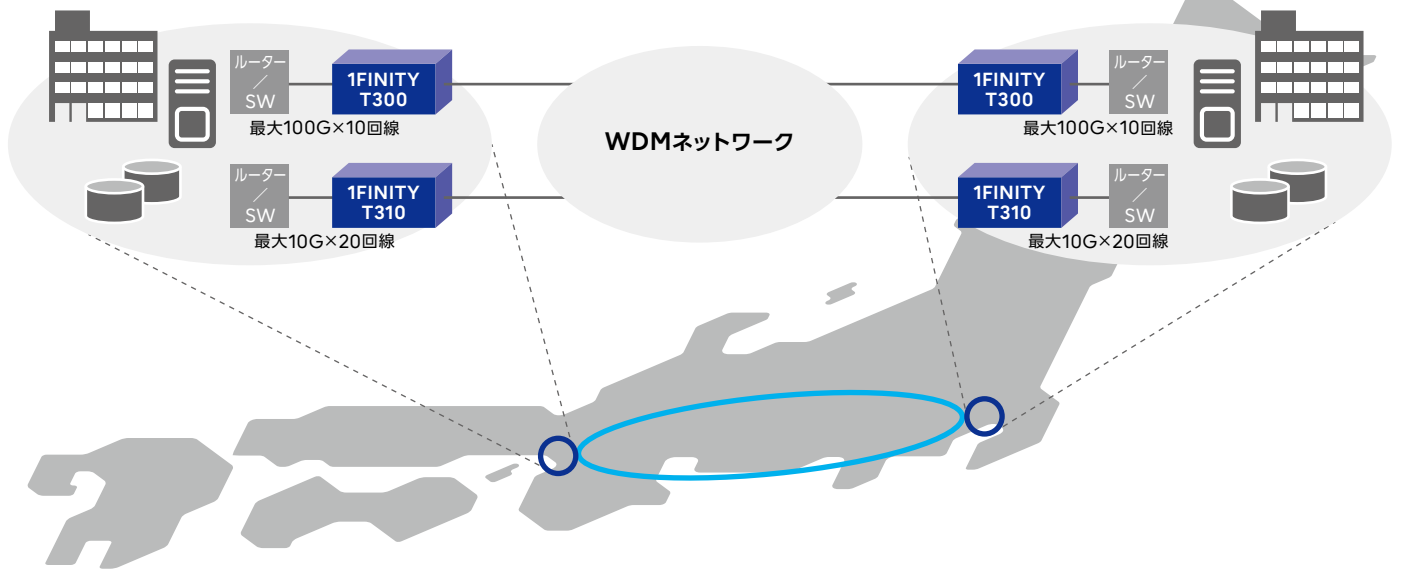 ルーター
／
SW
1FINITY
T300
最大100G×10回線
ルーター
／
SW
1FINITY
T310
最大10G×20回線
WDMネットワーク
1FINITY
T300
ルーター
／
SW
最大100G×10回線
1FINITY
T310
ルーター
／
SW
最大10G×20回線